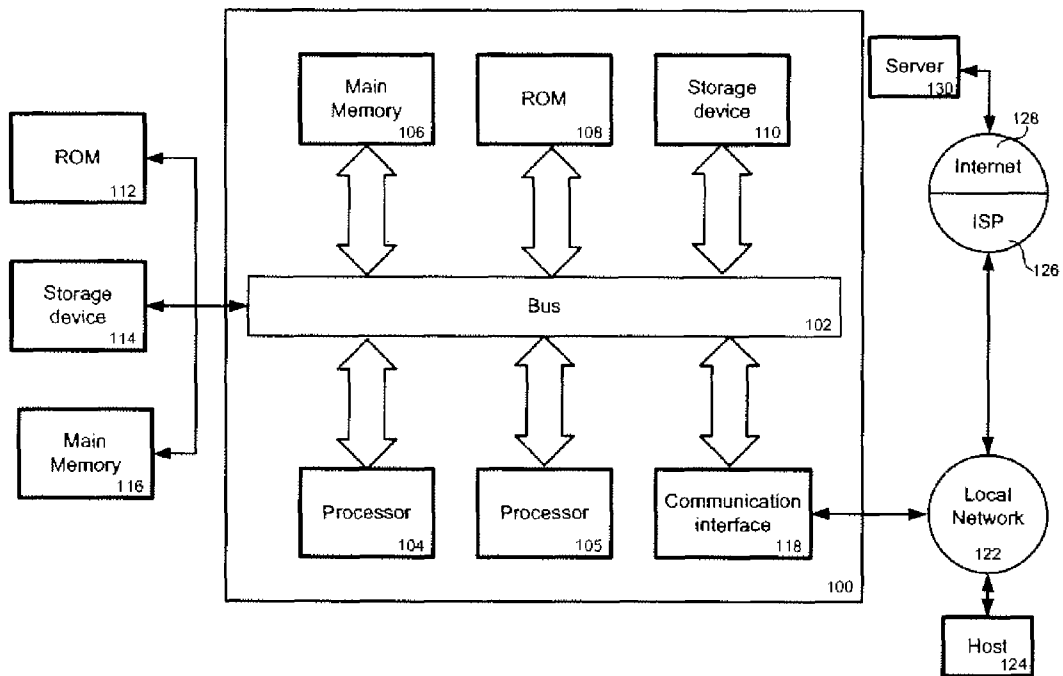 Main
Memory
106
ROM
108
Storage
device
110
Server
130
128
Internet
ISP
126
ROM
112
Storage
device
114
Main
Memory
116
Bus
102
Processor
104
Processor
105
Communication
interface
118
100
Local
Network
122
Host
124